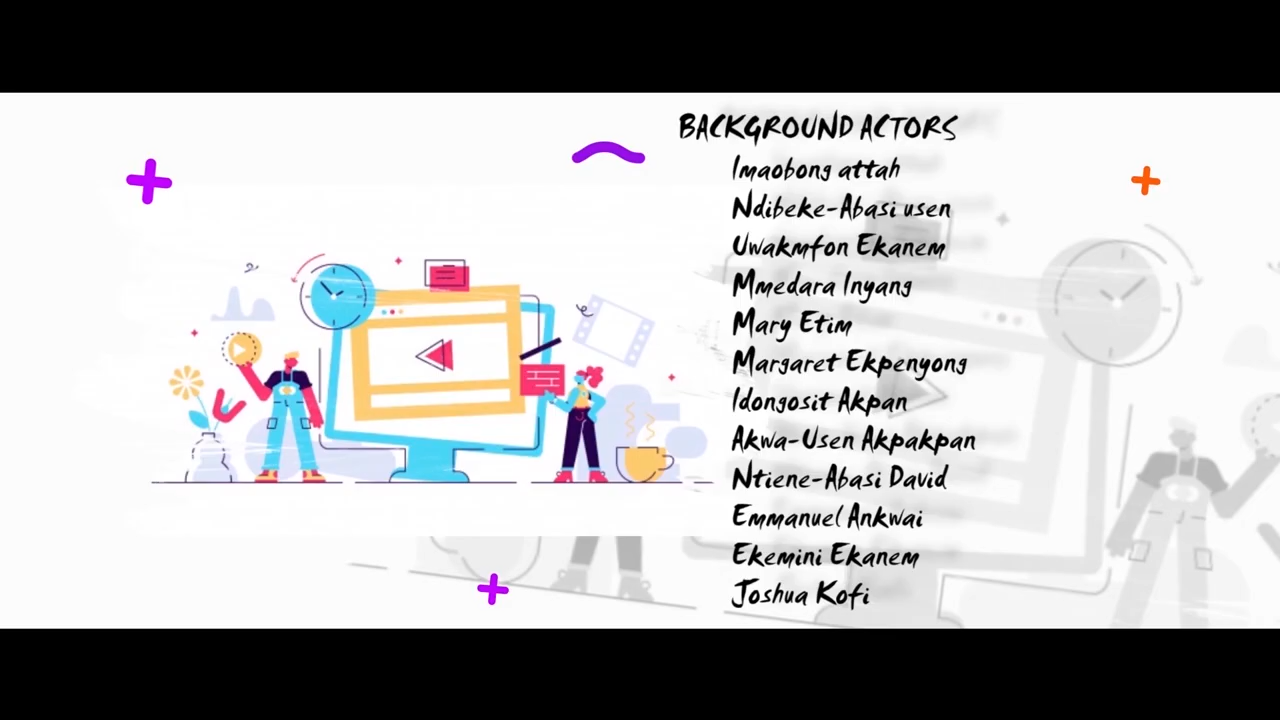 BACKGROUND ACTORS
Imaobong attah
Ndibeke-Abasi usen
Uwakmfon Ekanem
Mmedara Inyang
Mary Etim
Margaret Ekpenyong
Idongosit Akpan
Akwa-Usen Akpakpan
Ntiene-Abasi David
Emmanuel Ankwai
Ekemini Ekanem
Joshua Kofi